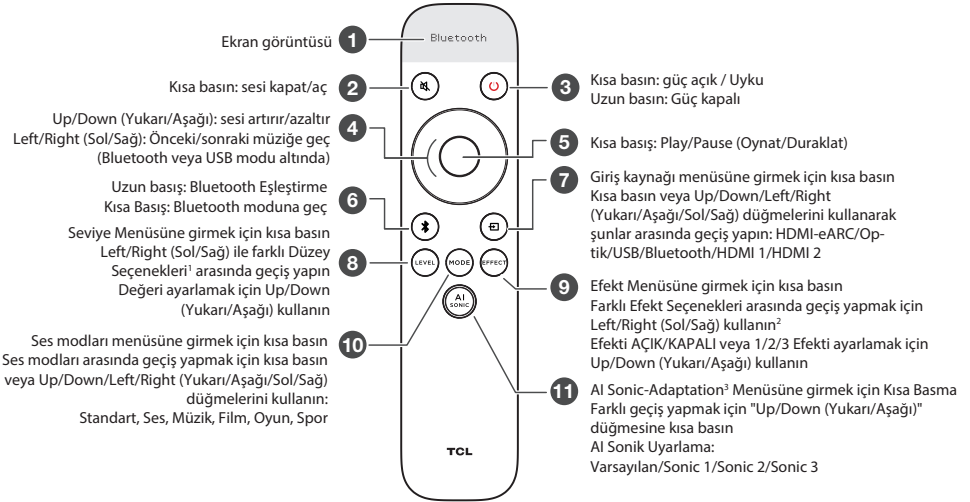 Ekran görüntüsü
1
Bluetooth
2
Kısa basın: sesi kapat/aç
3
Kısa basın: güç açık / Uyku
Uzun basın: Güç kapalı
4
Up/Down (Yukarı/Aşağı): sesi artırır/azaltır
Left/Right (Sol/Sağ): Önceki/sonraki müziğe geç
(Bluetooth veya USB modu altında)
5
Kısa basış: Play/Pause (Oynat/Duraklat)
6
Uzun basış: Bluetooth Eşleştirme
Kısa Basış: Bluetooth moduna geç
7
Giriş kaynağı menüsüne girmek için kısa basın
Kısa basın veya Up/Down/Left/Right
(Yukarı/Aşağı/Sol/Sağ) düğmelerini kullanarak
şunlar arasında geçiş yapın: HDMI-eARC/Op-
tik/USB/Bluetooth/HDMI 1/HDMI 2
8
Seviye Menüsüne girmek için kısa basın
Left/Right (Sol/Sağ) ile farklı Düzey
Seçenekleri¹ arasında geçiş yapın
Değeri ayarlamak için Up/Down
(Yukarı/Aşağı) kullanın
LEVEL
MODE
EFFECT
AI
SONIC
9
Efekt Menüsüne girmek için kısa basın
Farklı Efekt Seçenekleri arasında geçiş yapmak için
Left/Right (Sol/Sağ) kullanın²
Efekti AÇIK/KAPALI veya 1/2/3 Efekti ayarlamak için
Up/Down (Yukarı/Aşağı) kullanın
10
Ses modları menüsüne girmek için kısa basın
Ses modları arasında geçiş yapmak için kısa basın
veya Up/Down/Left/Right (Yukarı/Aşağı/Sol/Sağ)
düğmelerini kullanın:
Standart, Ses, Müzik, Film, Oyun, Spor
11
AI Sonic-Adaptation³ Menüsüne girmek için Kısa Basma
Farklı geçiş yapmak için "Up/Down (Yukarı/Aşağı)"
düğmesine kısa basın
AI Sonik Uyarlama:
Varsayılan/Sonic 1/Sonic 2/Sonic 3
TCL